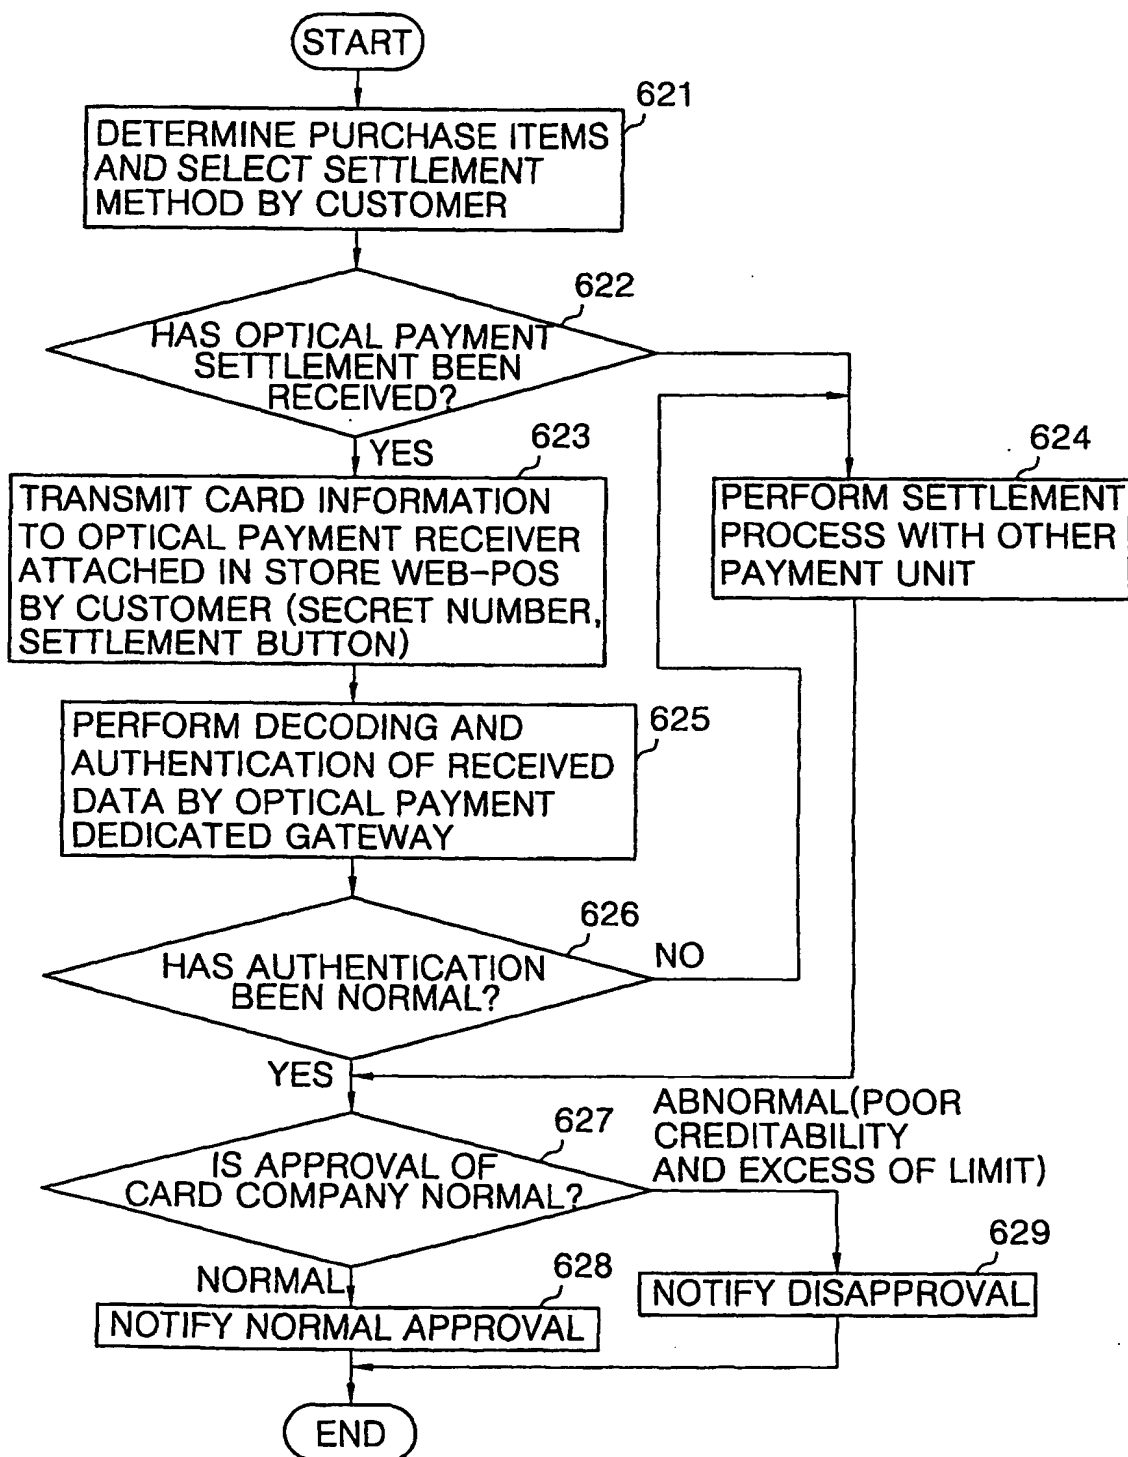 START
621
DETERMINE PURCHASE ITEMS
AND SELECT SETTLEMENT
METHOD BY CUSTOMER
622
HAS OPTICAL PAYMENT
SETTLEMENT BEEN
RECEIVED?
YES
623
TRANSMIT CARD INFORMATION
TO OPTICAL PAYMENT RECEIVER
ATTACHED IN STORE WEB-POS
BY CUSTOMER (SECRET NUMBER,
SETTLEMENT BUTTON)
624
PERFORM SETTLEMENT
PROCESS WITH OTHER
PAYMENT UNIT
625
PERFORM DECODING AND
AUTHENTICATION OF RECEIVED
DATA BY OPTICAL PAYMENT
DEDICATED GATEWAY
626
HAS AUTHENTICATION
BEEN NORMAL?
NO
YES
627
IS APPROVAL OF
CARD COMPANY NORMAL?
ABNORMAL(POOR
CREDITABILITY
AND EXCESS OF LIMIT)
NORMAL
628
NOTIFY NORMAL APPROVAL
629
NOTIFY DISAPPROVAL
END